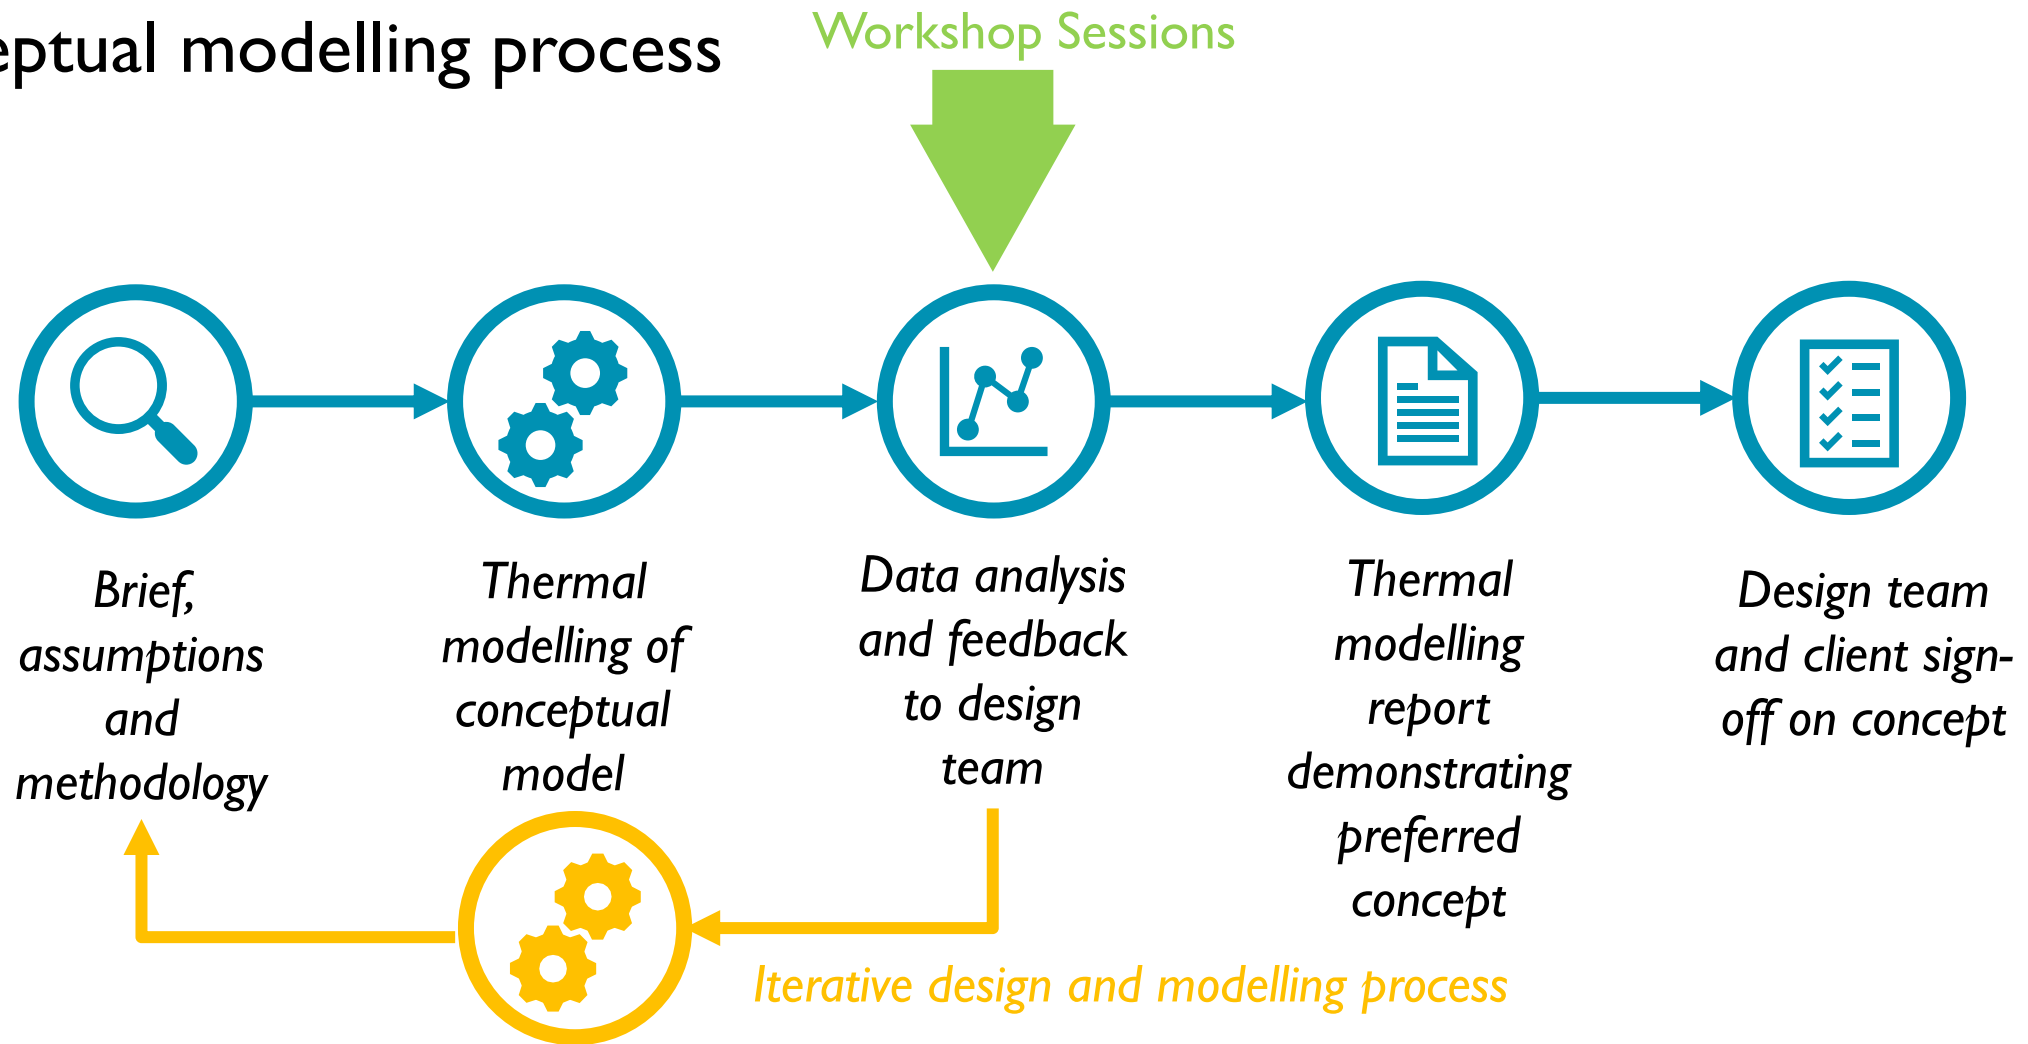 eptual modelling process
Workshop Sessions
Brief,
assumptions
and
methodology
Thermal
modelling of
conceptual
model
Data analysis
and feedback
to design
team
Thermal
modelling
report
demonstrating
preferred
concept
Design team
and client sign-
off on concept
Iterative design and modelling process